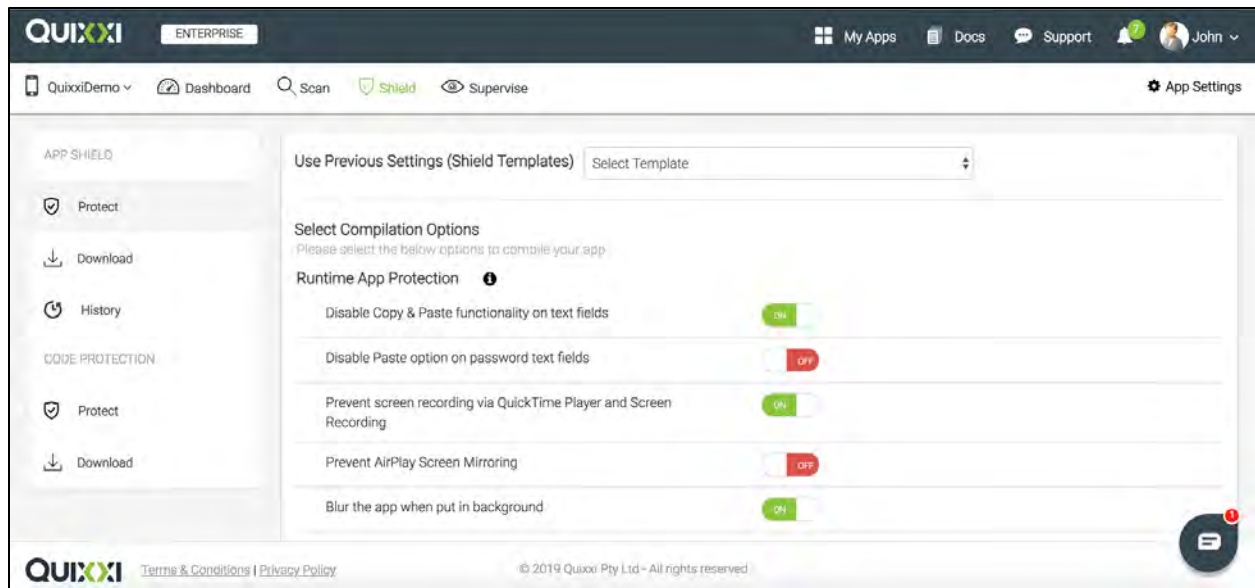 QUIXXI ENTERPRISE My Apps Docs Support 7 John
QuixxiDemo Dashboard Scan Shield Supervise App Settings
APP SHIELD
Protect
Download
History
CODE PROTECTION
Protect
Download
Use Previous Settings (Shield Templates) Select Template
Select Compilation Options
Please select the below options to compile your app
Runtime App Protection
Disable Copy & Paste functionality on text fields ON
Disable Paste option on password text fields OFF
Prevent screen recording via QuickTime Player and Screen
Recording ON
Prevent AirPlay Screen Mirroring OFF
Blur the app when put in background ON
1
QUIXXI Terms & Conditions | Privacy Policy © 2019 Quixxi Pty Ltd - All rights reserved